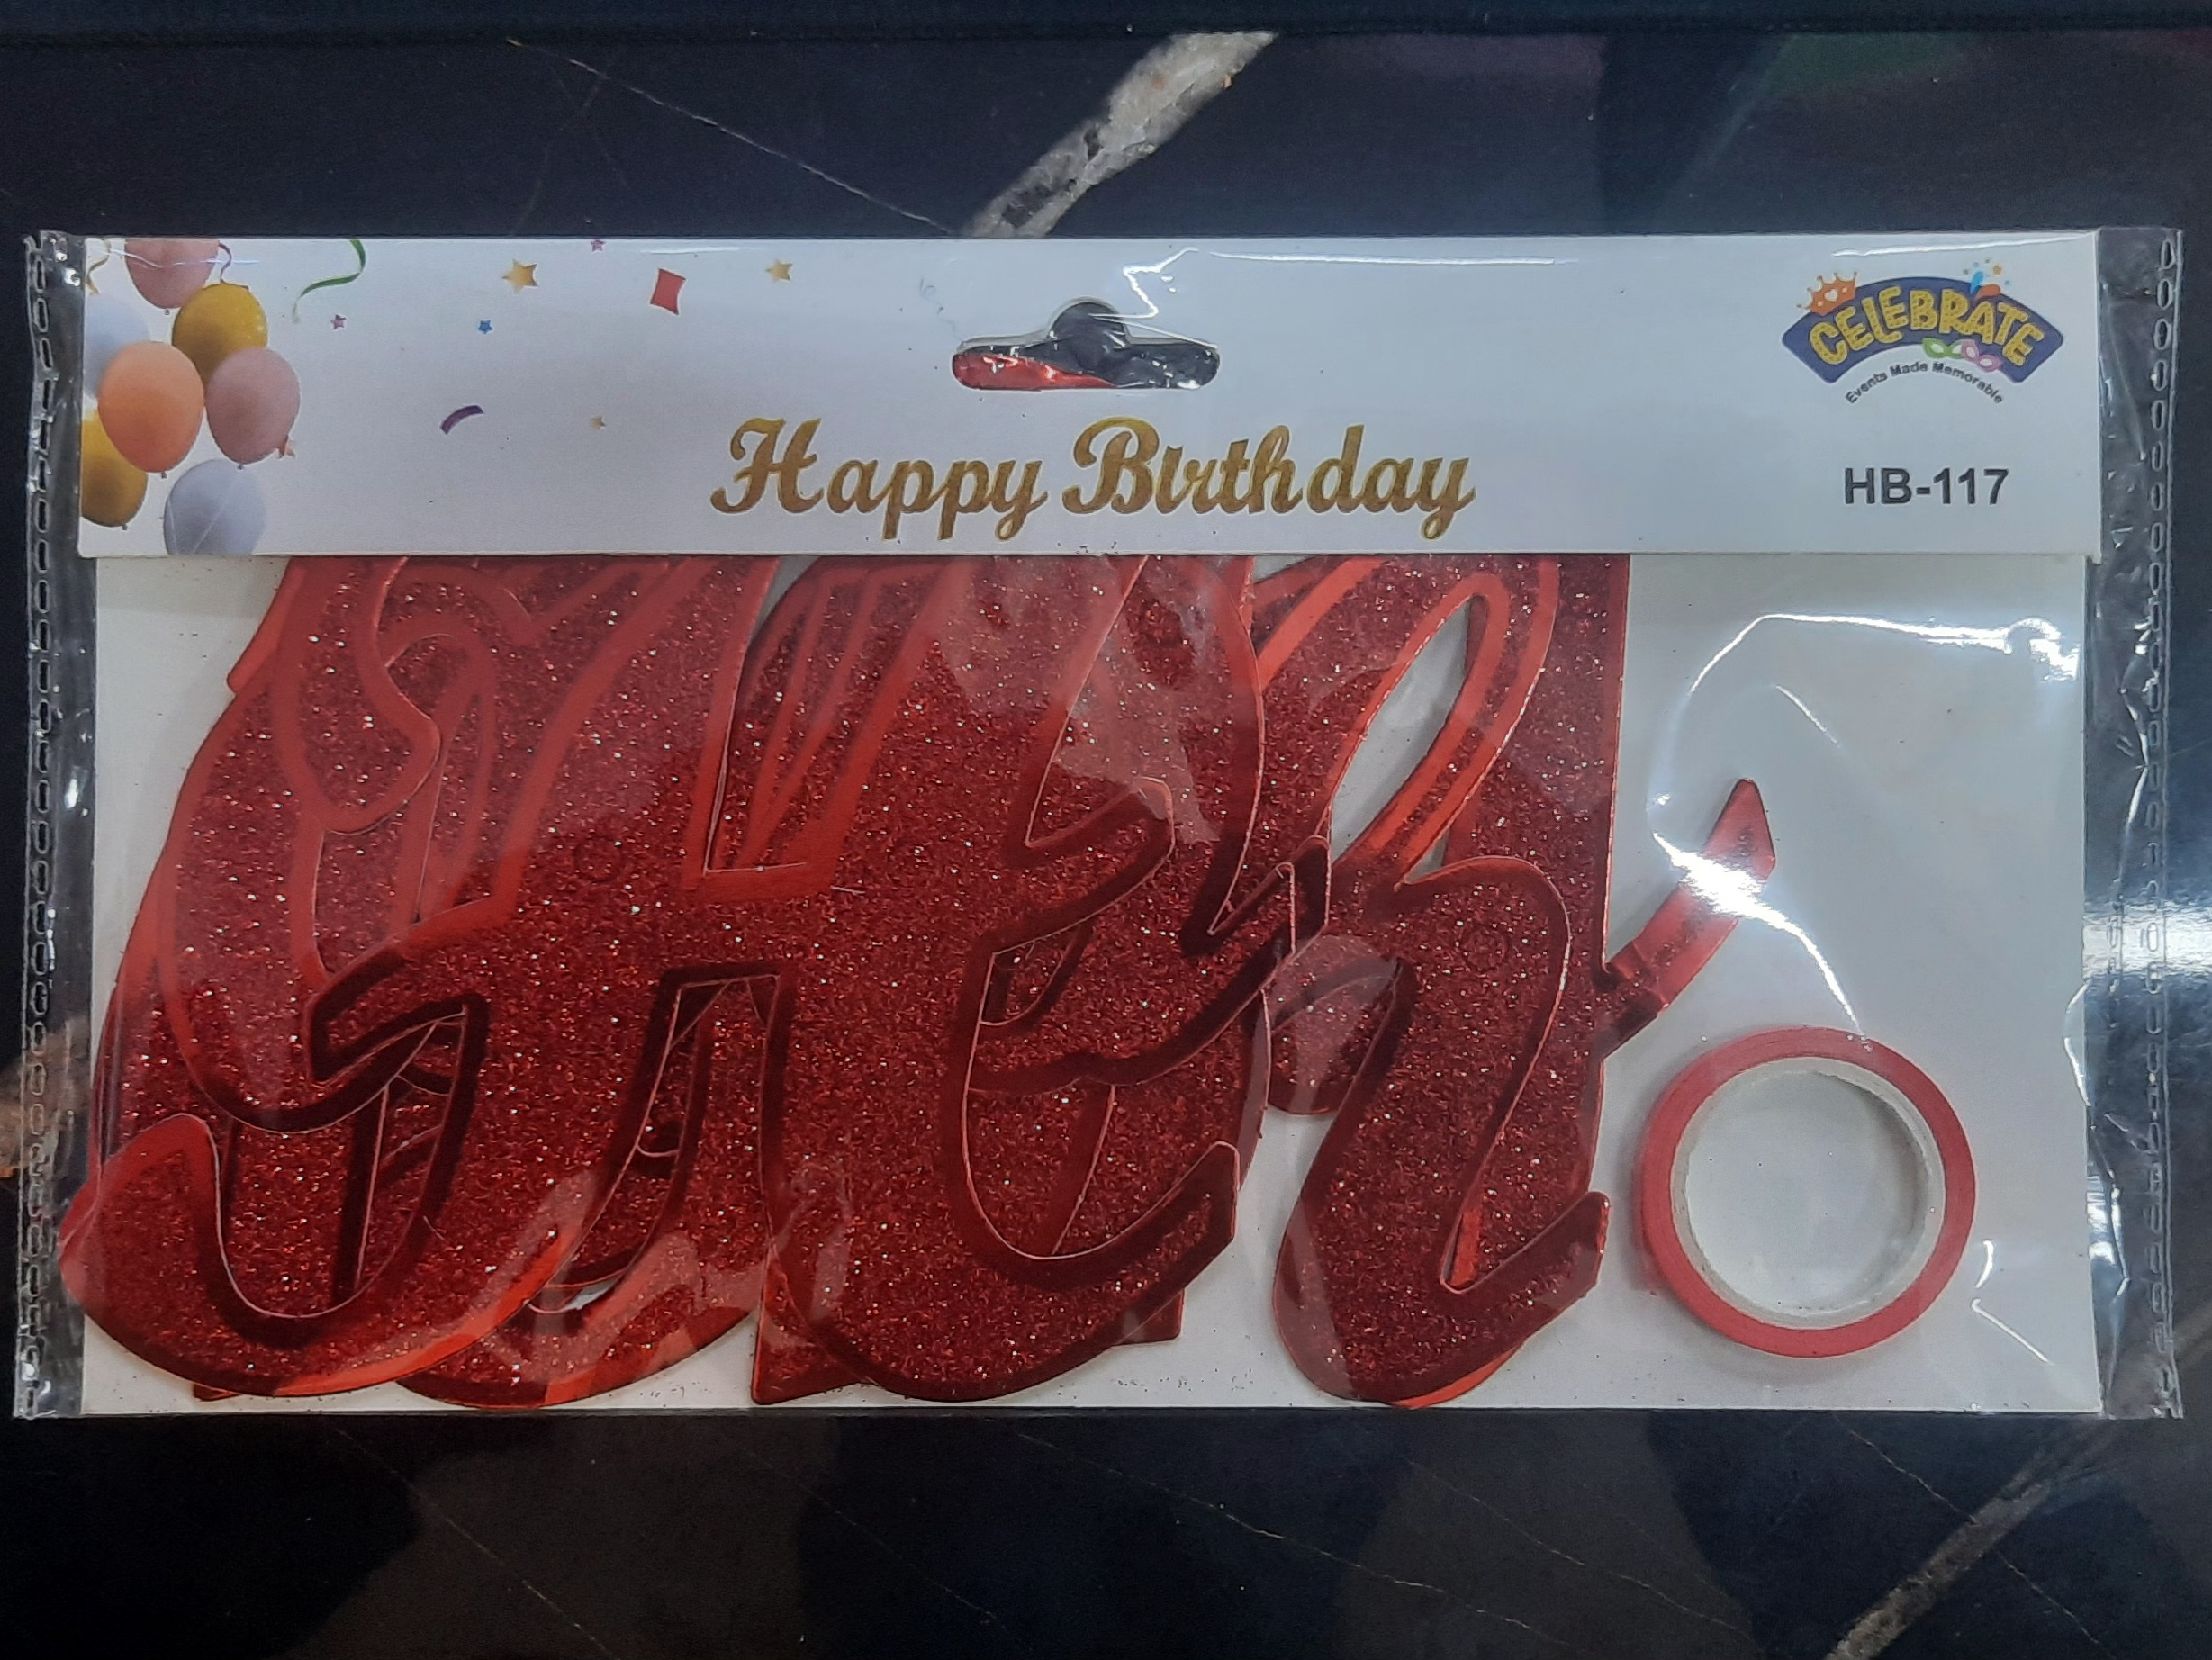 CELEBRATE
Events Made Memorable
Happy Birthday
HB-117